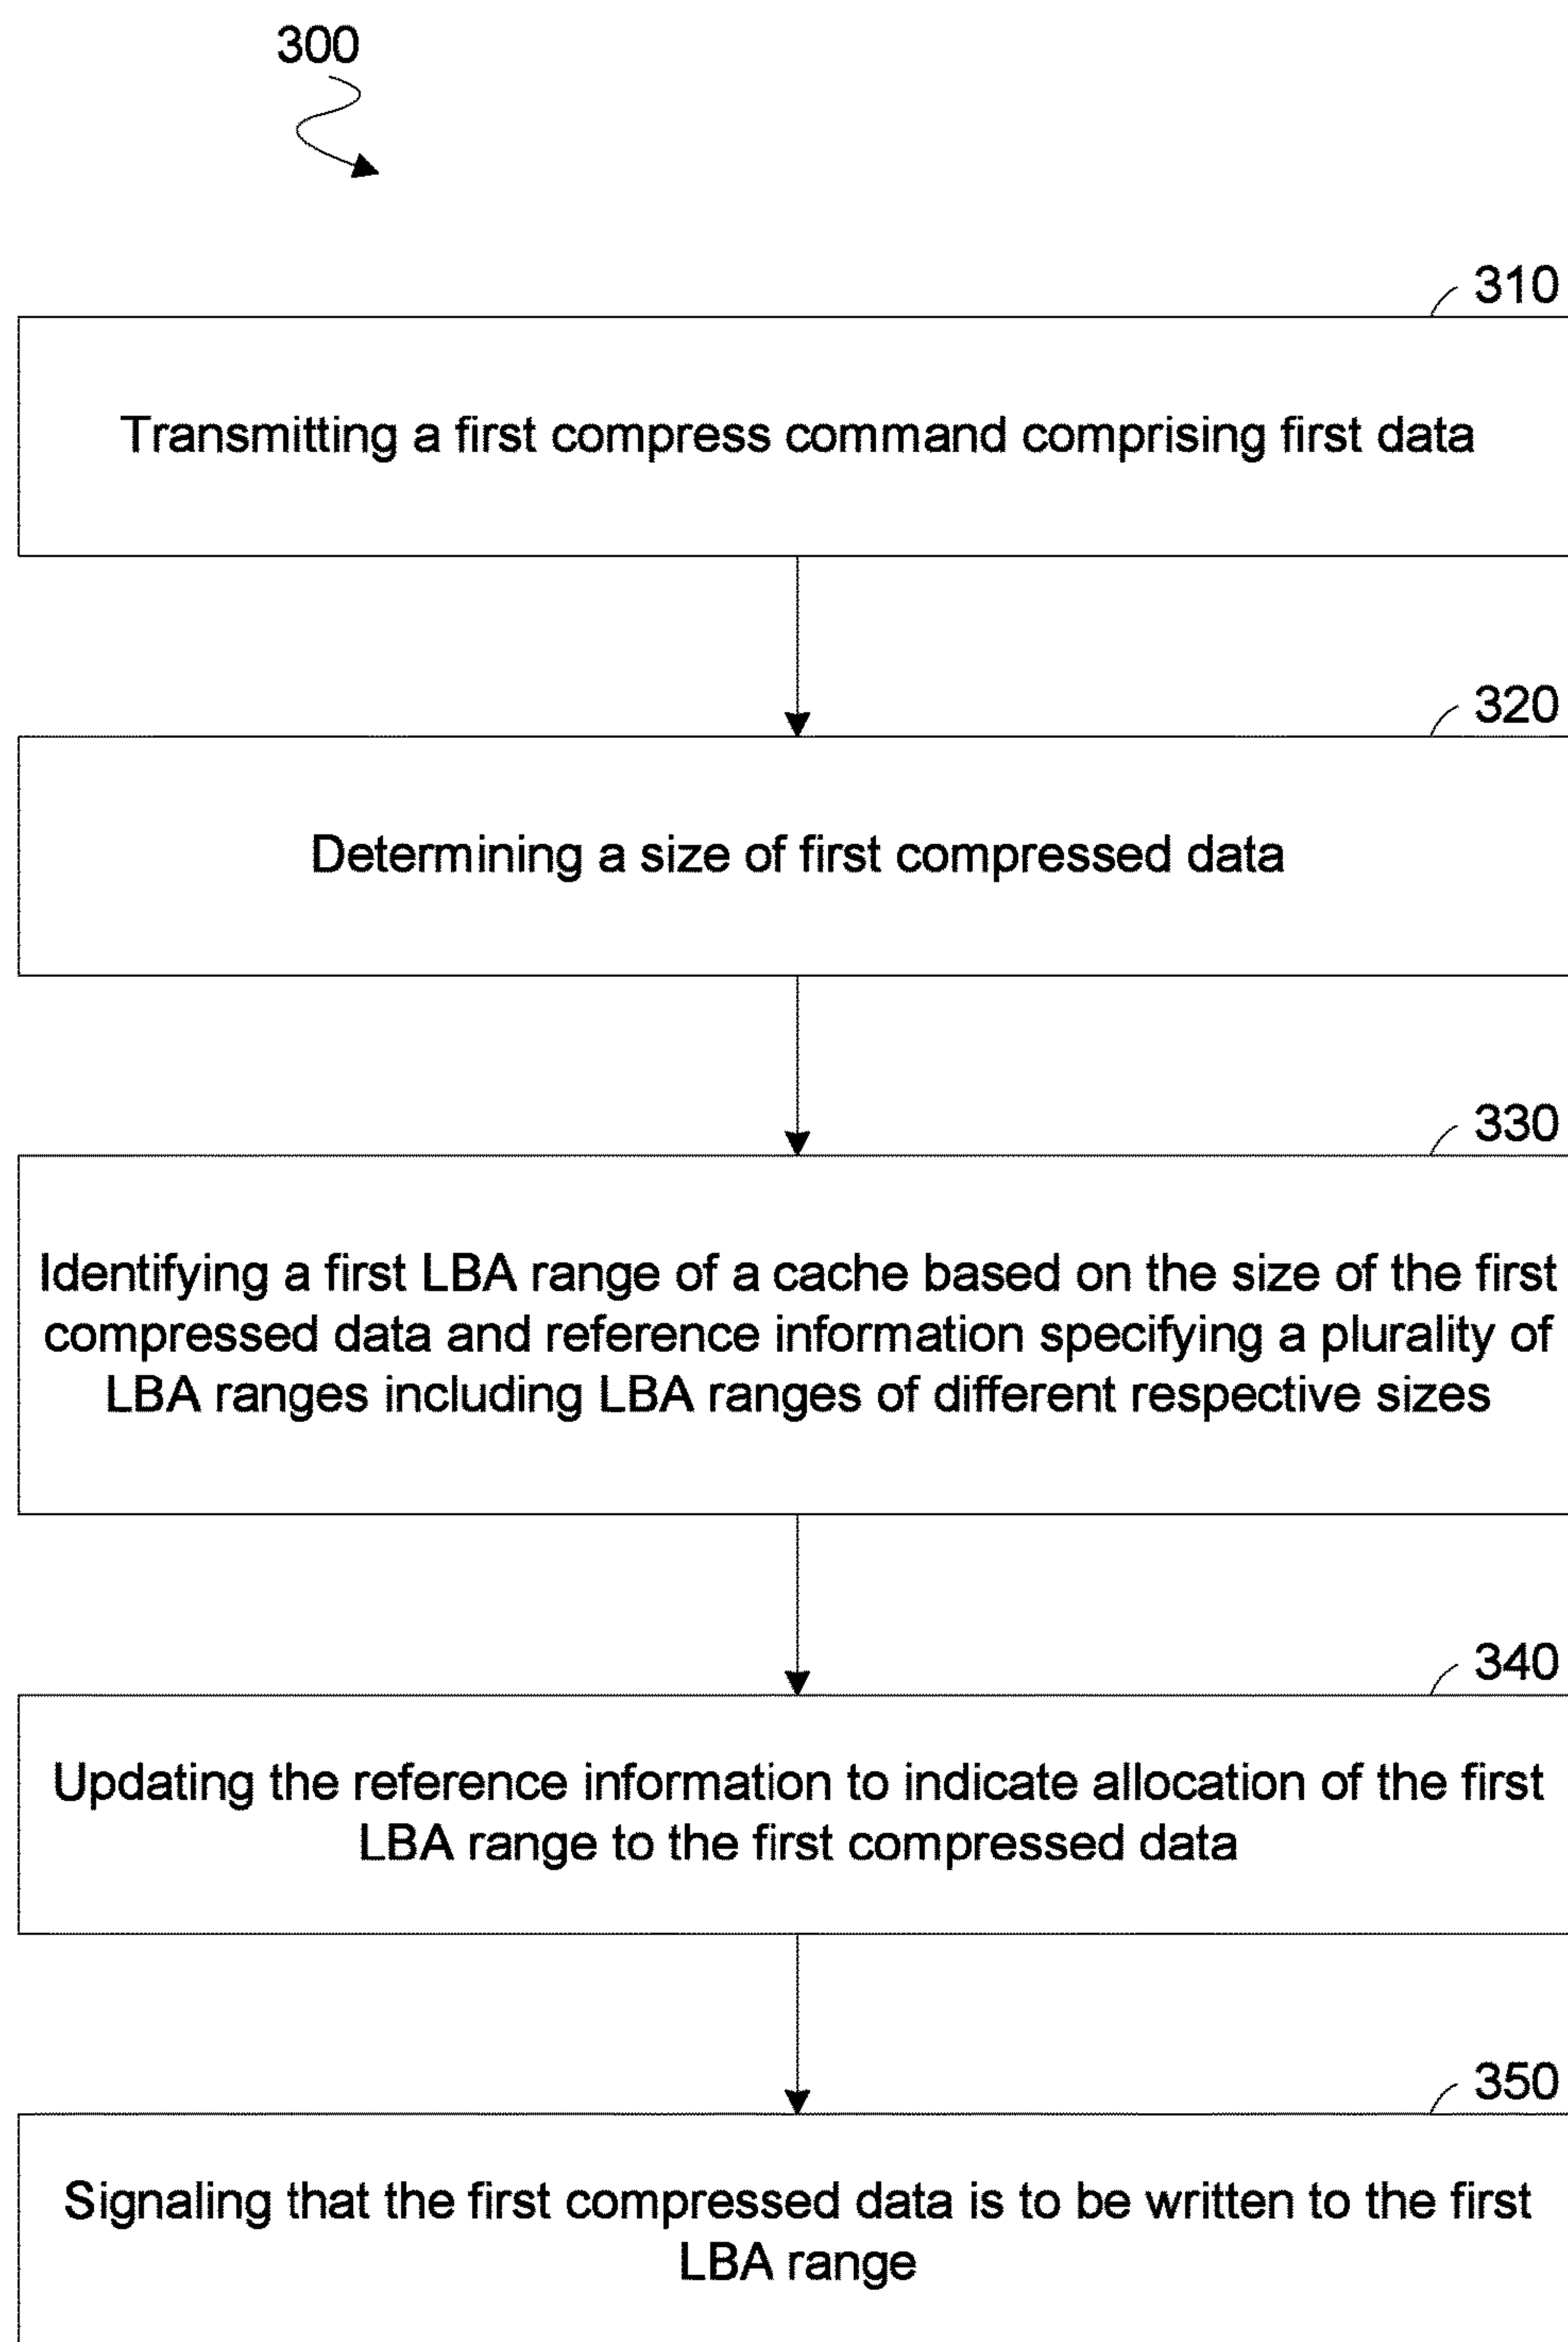 300
310
Transmitting a first compress command comprising first data
320
Determining a size of first compressed data
330
Identifying a first LBA range of a cache based on the size of the first
compressed data and reference information specifying a plurality of
LBA ranges including LBA ranges of different respective sizes
340
Updating the reference information to indicate allocation of the first
LBA range to the first compressed data
350
Signaling that the first compressed data is to be written to the first
LBA range